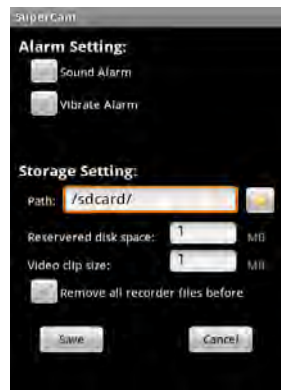 SuperCam
Alarm Setting:
Sound Alarm
Vibrate Alarm
Storage Setting:
Path: /sdcard/
Reservered disk space: 1 MB
Video clip size: 1 MB
Remove all recorder files before
Save Cancel